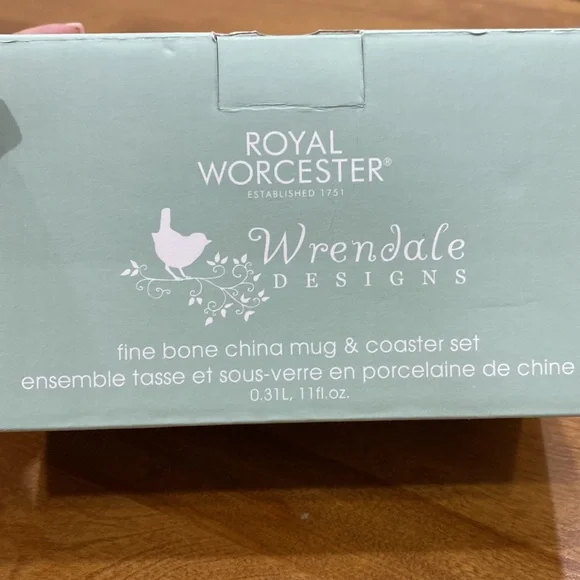 ROYAL
WORCESTER®
ESTABLISHED 1751
Wrendale
DESIGNS
fine bone china mug & coaster set
ensemble tasse et sous-verre en porcelaine de chine
0.31L, 11fl.oz.